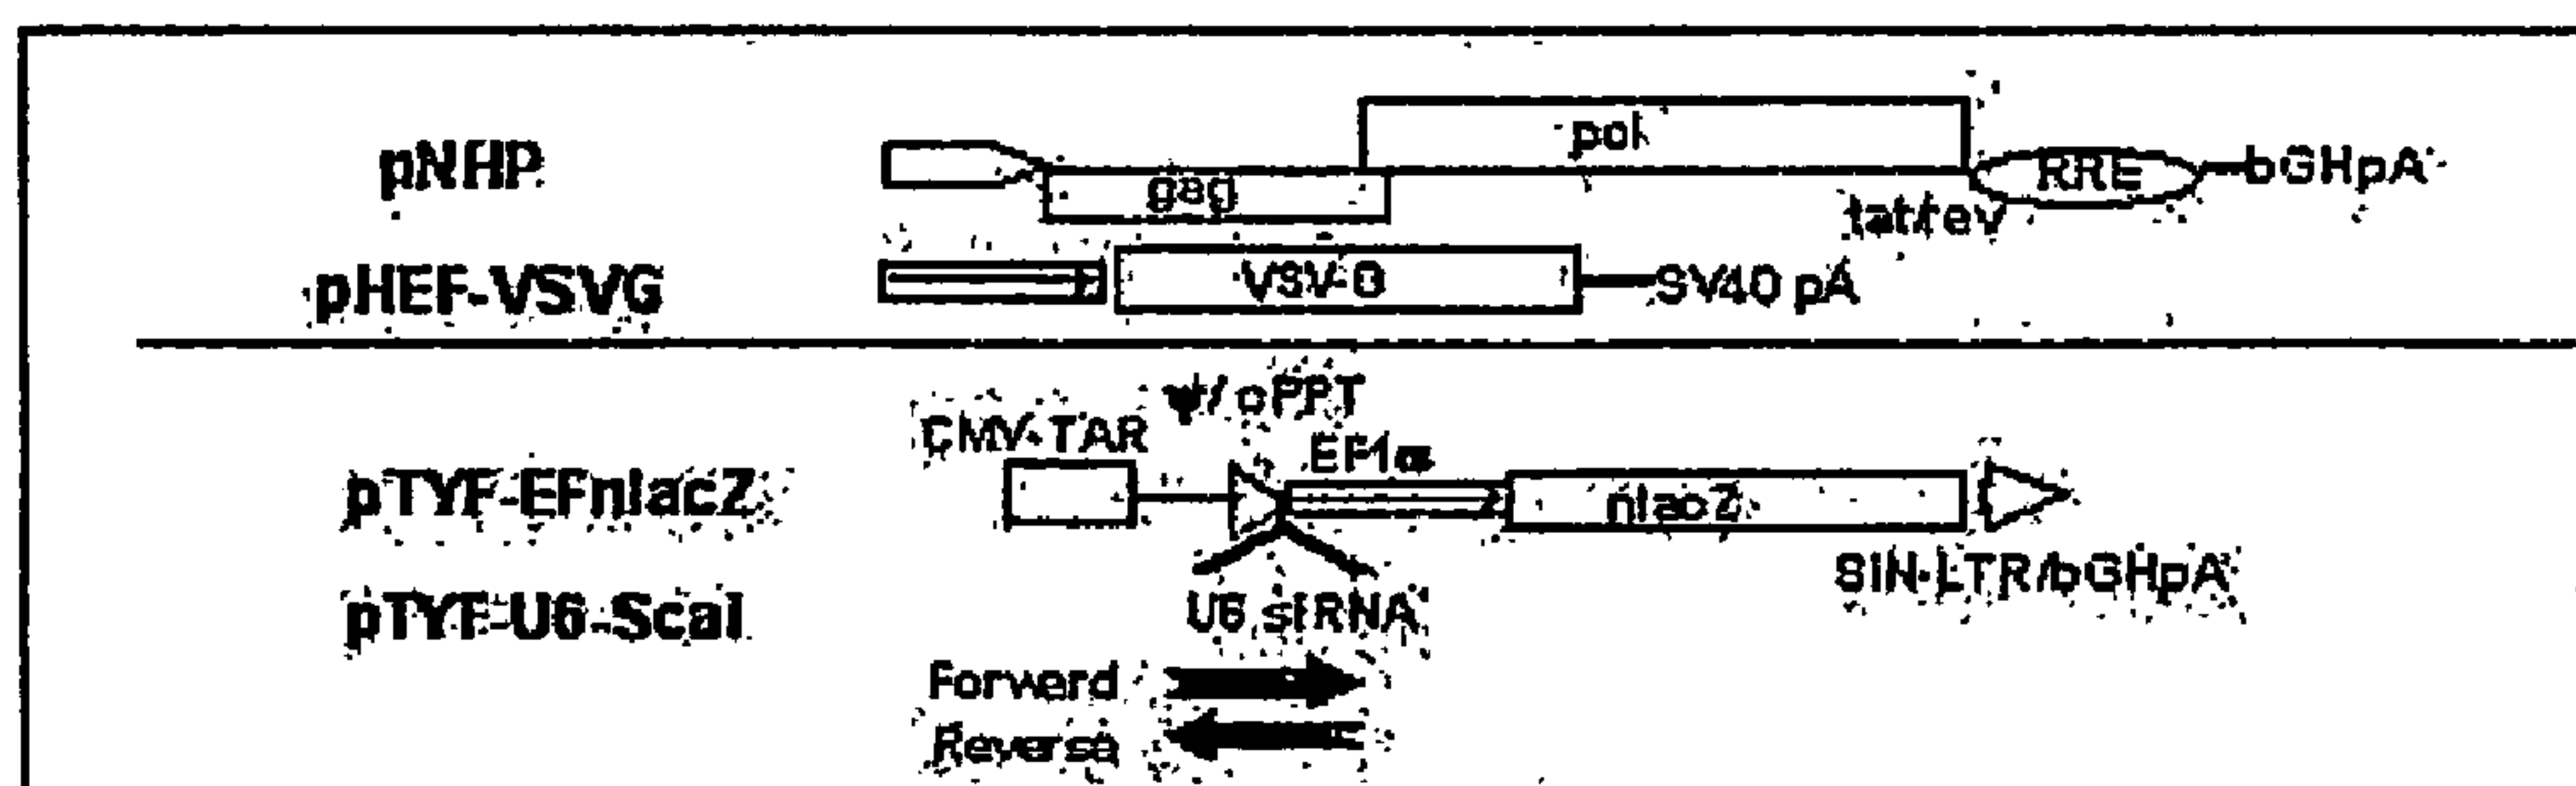 pNHP
pol
gag
RRE
bGHpA
tat/rev
pHEF-VSVG
VSV-G
SV40 pA
ψ/cPPT
CMV-TAR
EF1α
pTYF-EFnlacZ
nlacZ
SIN-LTR/bGHpA
pTYF-U6-ScaI
U6 siRNA
Forward
Reverse